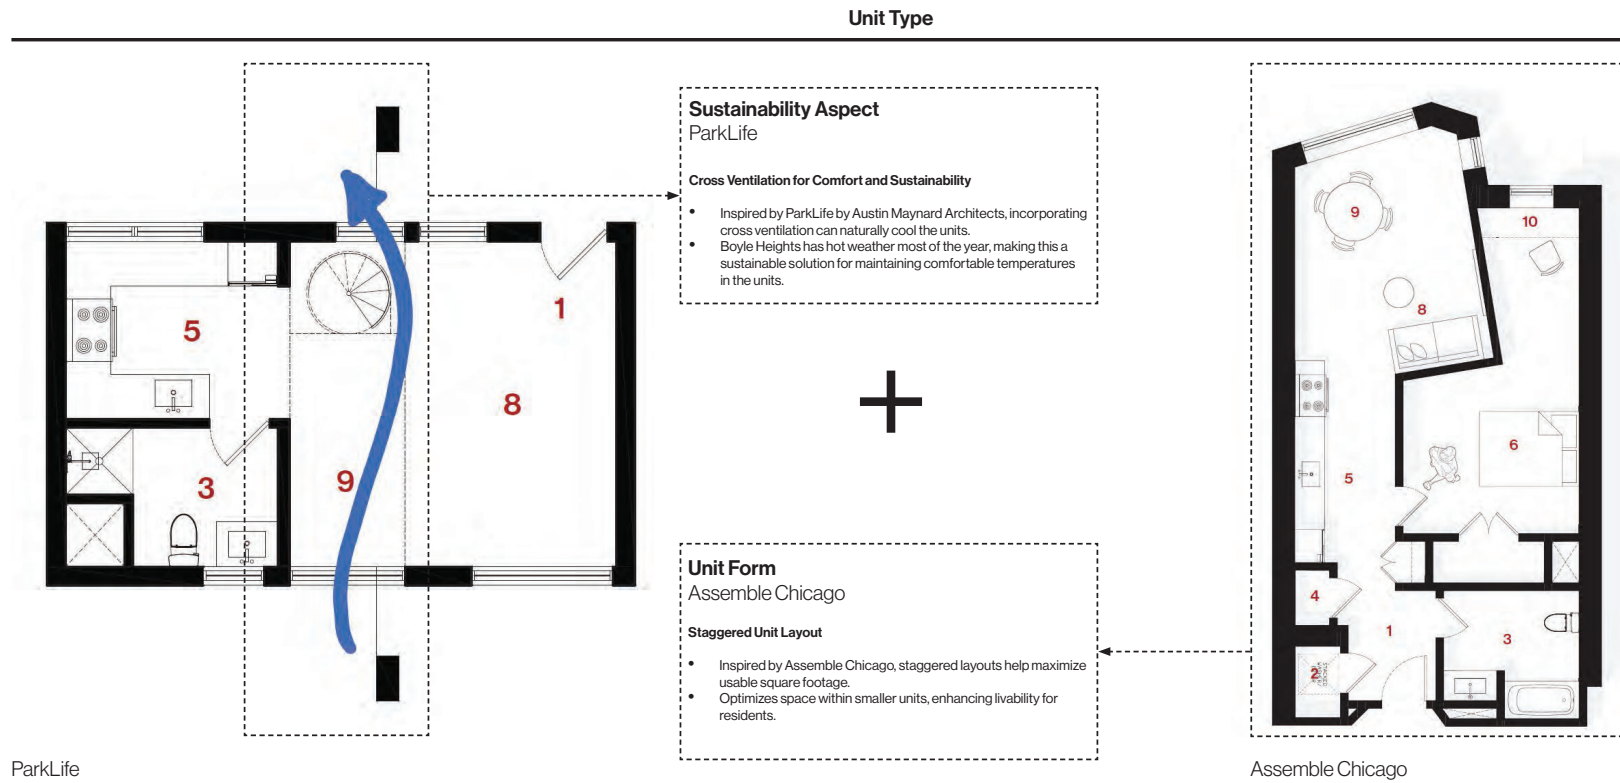 Unit Type
Sustainability Aspect
ParkLife
Cross Ventilation for Comfort and Sustainability
• Inspired by ParkLife by Austin Maynard Architects, incorporating
cross ventilation can naturally cool the units.
• Boyle Heights has hot weather most of the year, making this a
sustainable solution for maintaining comfortable temperatures
in the units.
5
1
8
3
9
+
Unit Form
Assemble Chicago
Staggered Unit Layout
• Inspired by Assemble Chicago, staggered layouts help maximize
usable square footage.
• Optimizes space within smaller units, enhancing livability for
residents.
9
10
8
6
5
4
1
3
2
ParkLife
Assemble Chicago